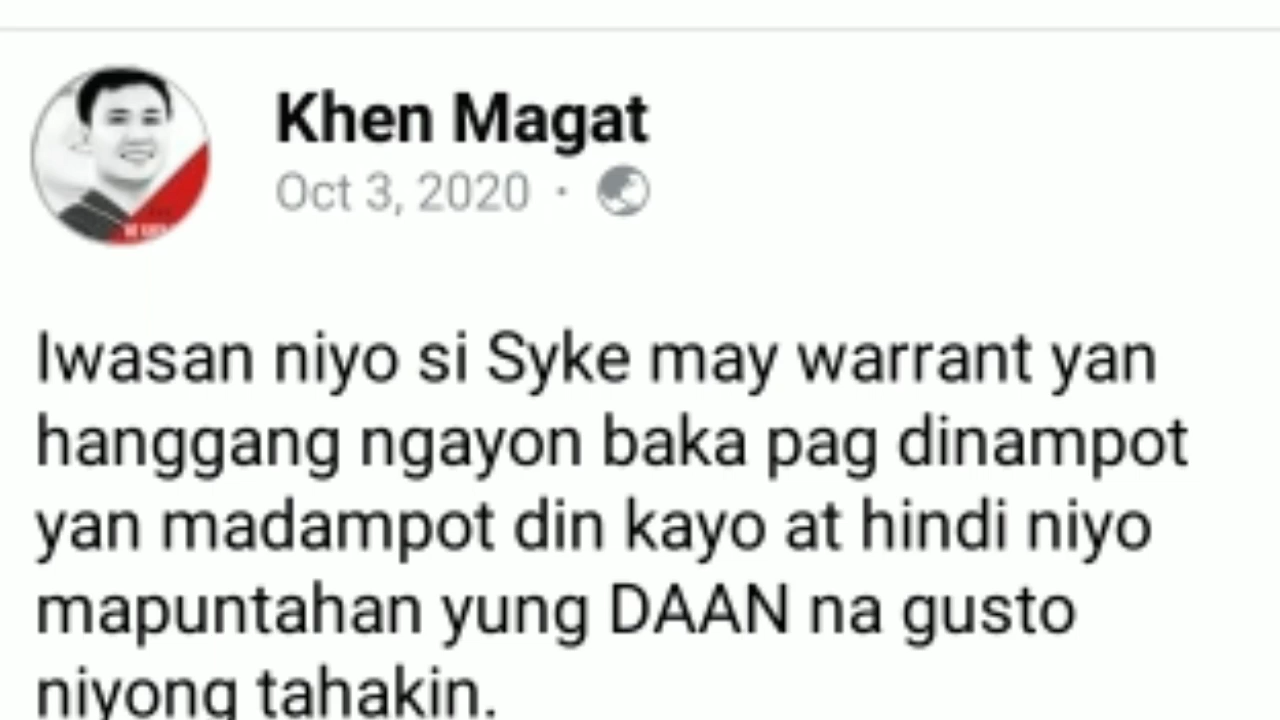 Khen Magat
Oct 3, 2020 ·
Iwasan niyo si Syke may warrant yan
hanggang ngayon baka pag dinampot
yan madampot din kayo at hindi niyo
mapuntahan yung DAAN na gusto
niyong tahakin.